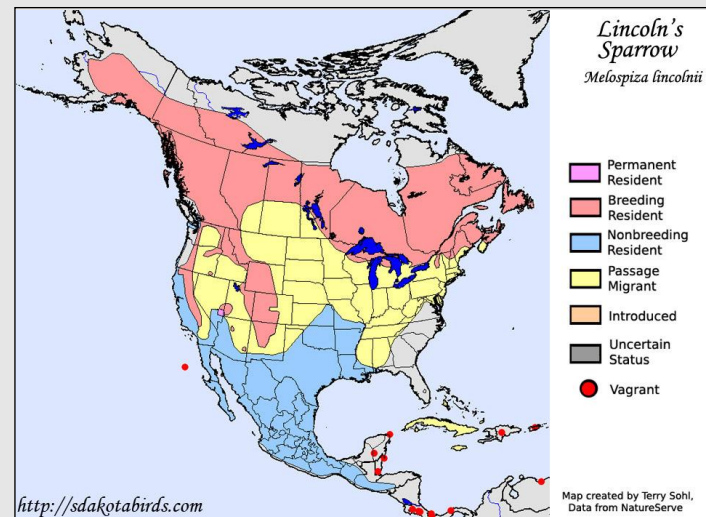 Lincoln's
Sparrow
Melospiza lincolnii
Permanent
Resident
Breeding
Resident
Nonbreeding
Resident
Passage
Migrant
Introduced
Uncertain
Status
Vagrant
http://sdakotabirds.com
Map created by Terry Sohl,
Data from NatureServe